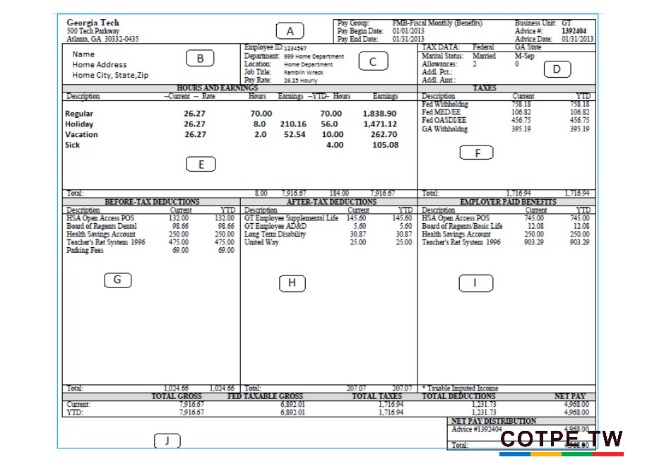 Georgia Tech
500 Tech Parkway
Atlanta, GA 30332-0435
A
Pay Group: FMB-Fiscal Monthly (Benefits)
Pay Begin Date: 01/01/2013
Pay End Date: 01/31/2013
Business Unit: GT
Advice #: 1392404
Advice Date: 01/31/2013
Name
Home Address
Home City, State,Zip
B
Employee ID: 1234567
Department: 999 Home Department
Location: Home Department
Job Title: Ramblin Wreck
Pay Rate: 26.25 Hourly
C
TAX DATA: Federal GA State
Marital Status: Married M-Sep
Allowances: 2 0
Addl. Pct.:
Addl. Amt.:
D
HOURS AND EARNINGS
Description --Current -- Rate Hours Earnings --YTD-- Hours Earnings
Regular 26.27 70.00 70.00 1,838.90
Holiday 26.27 8.0 210.16 56.0 1,471.12
Vacation 26.27 2.0 52.54 10.00 262.70
Sick 4.00 105.08
E
Total: 8.00 7,916.67 184.00 7,916.67
TAXES
Description Current YTD
Fed Withholding 758.18 758.18
Fed MED/EE 106.82 106.82
Fed OASDI/EE 456.75 456.75
GA Withholding 395.19 395.19
F
Total: 1,716.94 1,716.94
BEFORE-TAX DEDUCTIONS
Description Current YTD
HSA Open Access POS 132.00 132.00
Board of Regents Dental 98.66 98.66
Health Savings Account 250.00 250.00
Teacher's Ret System 1996 475.00 475.00
Parking Fees 69.00 69.00
G
Total: 1,024.66 1,024.66
AFTER-TAX DEDUCTIONS
Description Current YTD
GT Employee Supplemental Life 145.60 145.60
GT Employee AD&D 5.60 5.60
Long Term Disability 30.87 30.87
United Way 25.00 25.00
H
Total: 207.07 207.07
EMPLOYER PAID BENEFITS
Description Current YTD
HSA Open Access POS 745.00 745.00
Board of Regents/Basic Life 12.08 12.08
Health Savings Account 250.00 250.00
Teacher's Ret System 1996 903.29 903.29
I
* Taxable Imputed Income
TOTAL GROSS FED TAXABLE GROSS TOTAL TAXES TOTAL DEDUCTIONS NET PAY
Current: 7,916.67 6,892.01 1,716.94 1,231.73 4,968.00
YTD: 7,916.67 6,892.01 1,716.94 1,231.73 4,968.00
J
NET PAY DISTRIBUTION
Advice #1392404 4,968.00
Total: 4,968.00
COTPE.TW